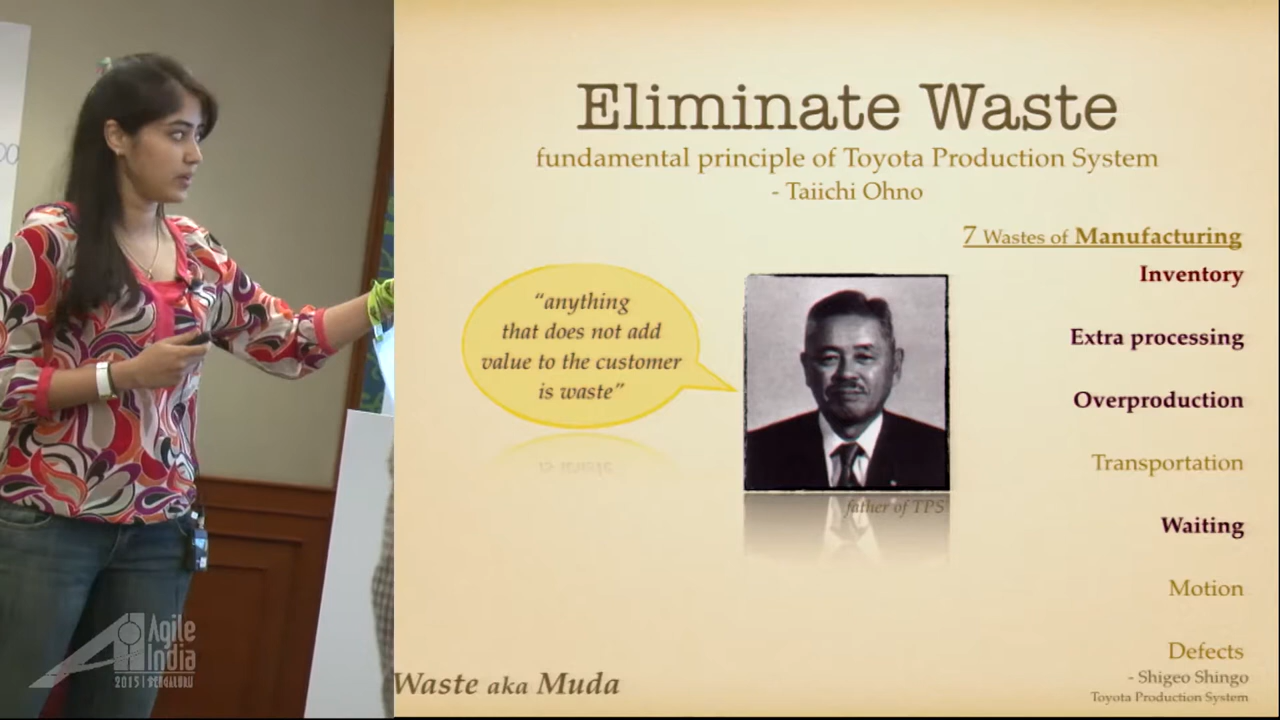 Eliminate Waste
fundamental principle of Toyota Production System
- Taiichi Ohno
7 Wastes of Manufacturing
Inventory
Extra processing
Overproduction
Transportation
Waiting
Motion
Defects
- Shigeo Shingo
Toyota Production System
“anything
that does not add
value to the customer
is waste”
father of TPS
Waste aka Muda
Agile
India
2015 | BENGALURU